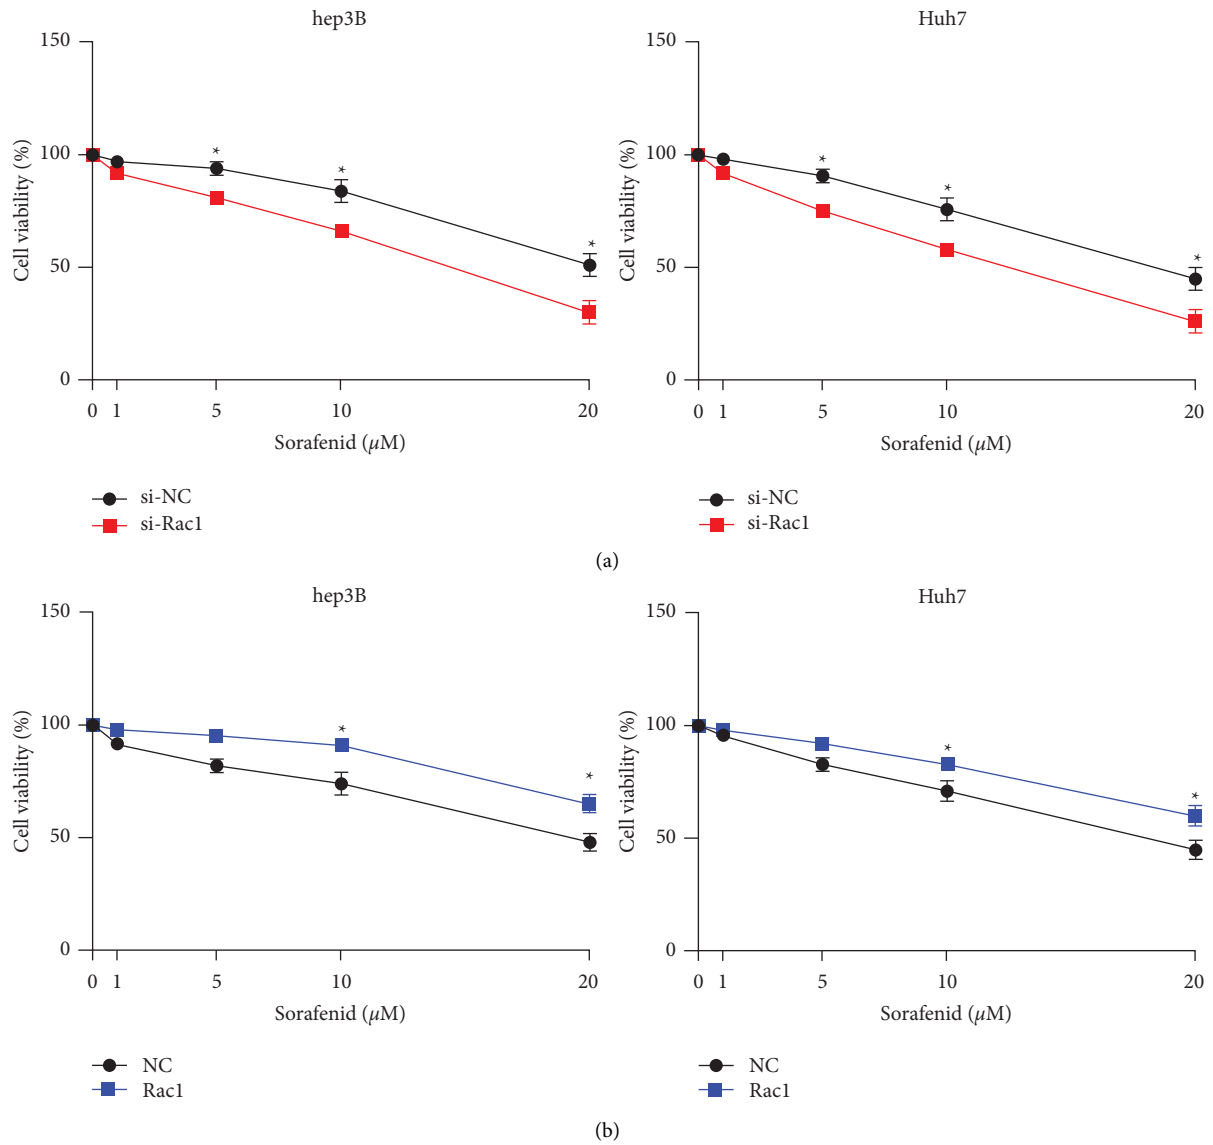 hep3B
150
100
50
0
Cell viability (%)
*
*
*
0 1 5 10 20
Sorafenid (μM)
si-NC
si-Rac1
Huh7
150
100
50
0
Cell viability (%)
*
*
*
0 1 5 10 20
Sorafenid (μM)
si-NC
si-Rac1
(a)
hep3B
150
100
50
0
Cell viability (%)
*
*
0 1 5 10 20
Sorafenid (μM)
NC
Rac1
Huh7
150
100
50
0
Cell viability (%)
*
*
0 1 5 10 20
Sorafenid (μM)
NC
Rac1
(b)